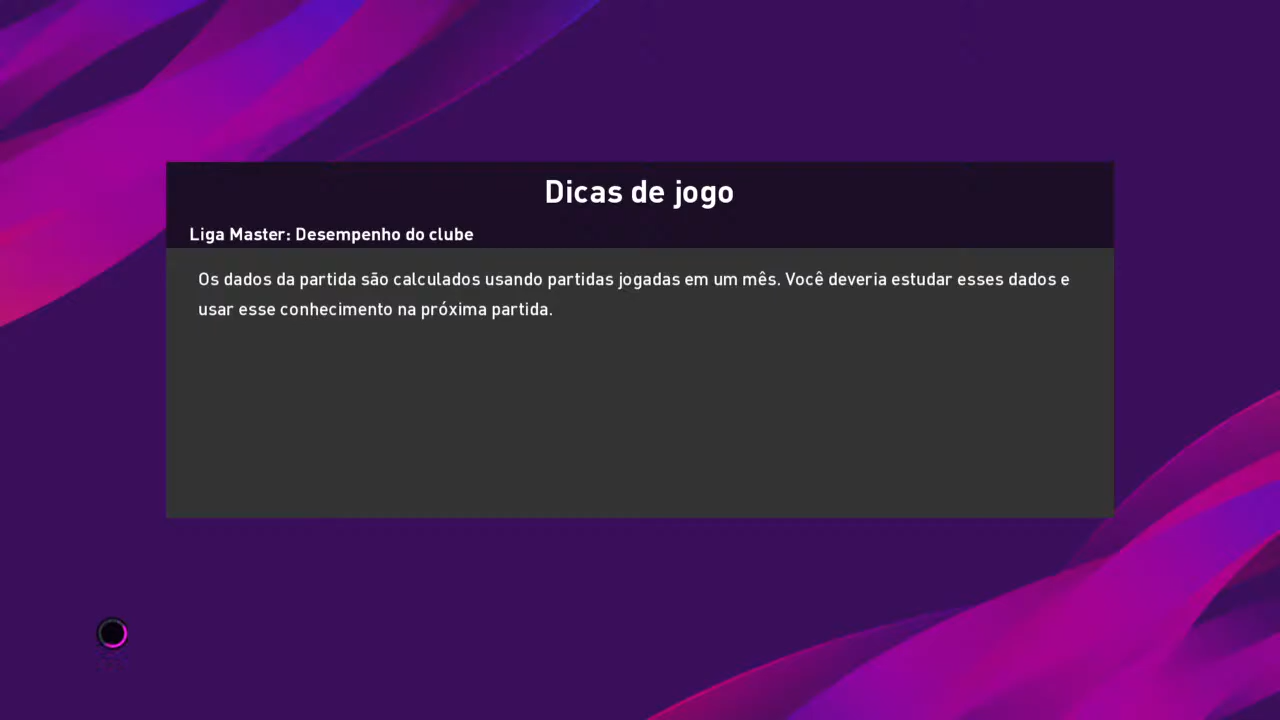 Dicas de jogo
Liga Master: Desempenho do clube
Os dados da partida são calculados usando partidas jogadas em um mês. Você deveria estudar esses dados e
usar esse conhecimento na próxima partida.